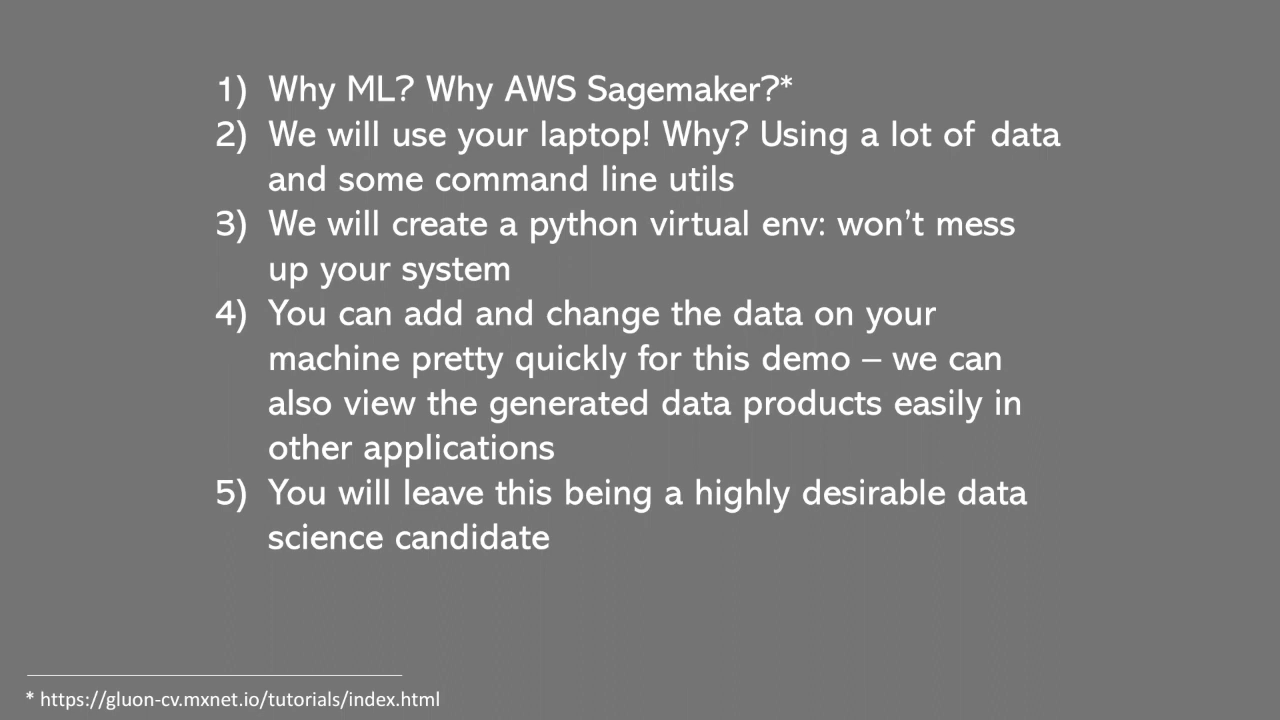 1) Why ML? Why AWS Sagemaker?*
2) We will use your laptop! Why? Using a lot of data
and some command line utils
3) We will create a python virtual env: won’t mess
up your system
4) You can add and change the data on your
machine pretty quickly for this demo – we can
also view the generated data products easily in
other applications
5) You will leave this being a highly desirable data
science candidate
* https://gluon-cv.mxnet.io/tutorials/index.html